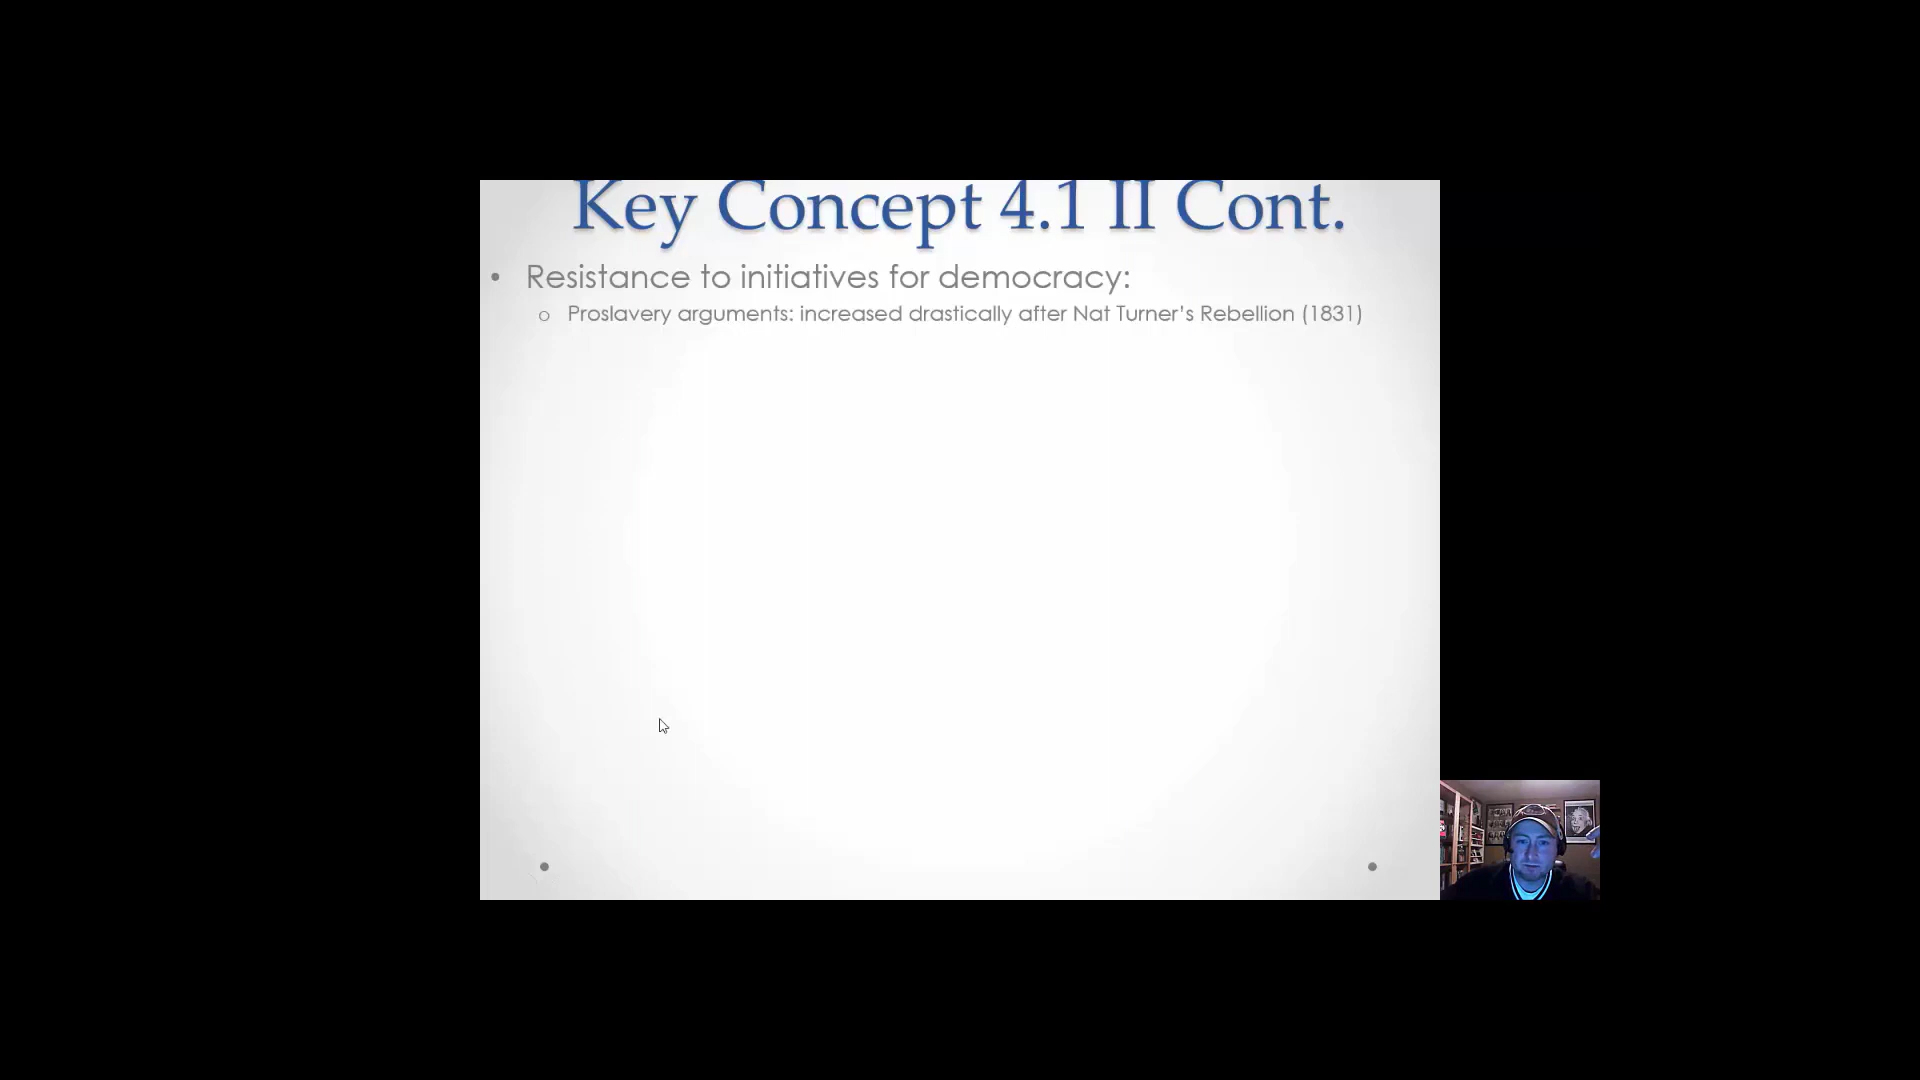 Key Concept 4.1 II Cont.
• Resistance to initiatives for democracy:
o Proslavery arguments: increased drastically after Nat Turner's Rebellion (1831)